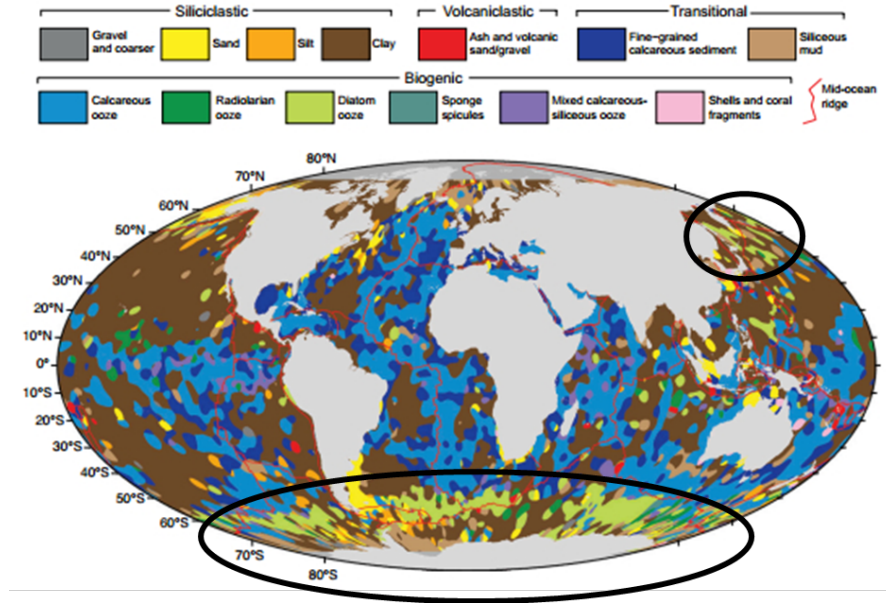 Siliciclastic
Volcaniclastic
Transitional
Gravel
and coarser
Sand
Silt
Clay
Ash and volcanic
sand/gravel
Fine-grained
calcareous sediment
Siliceous
mud
Biogenic
Calcareous
ooze
Radiolarian
ooze
Diatom
ooze
Sponge
spicules
Mixed calcareous-
siliceous ooze
Shells and coral
fragments
Mid-ocean
ridge
80°N
70°N
60°N
50°N
40°N
30°N
20°N
10°N
0°
10°S
20°S
30°S
40°S
50°S
60°S
70°S
80°S